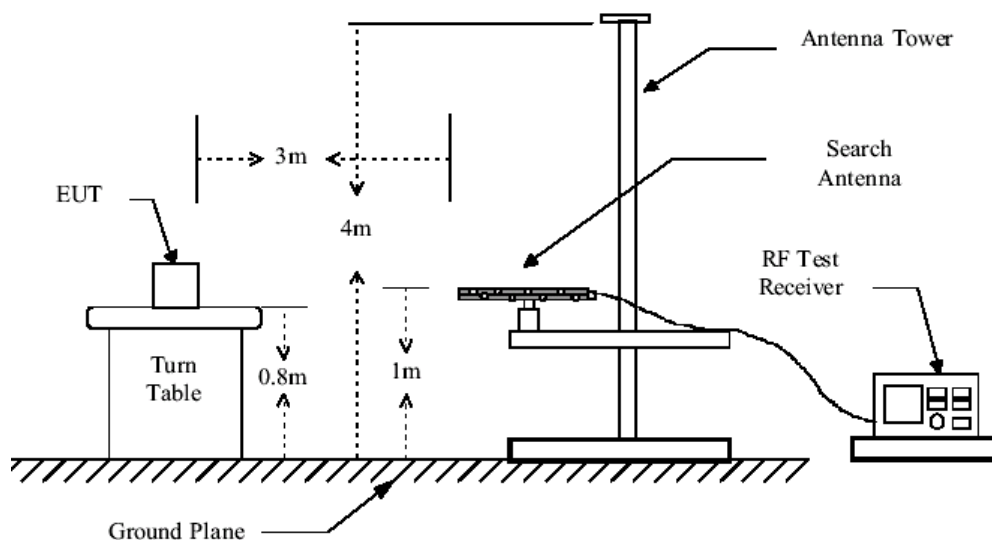 Antenna Tower
3m
Search
Antenna
EUT
4m
RF Test
Receiver
Turn
Table
0.8m
1m
Ground Plane